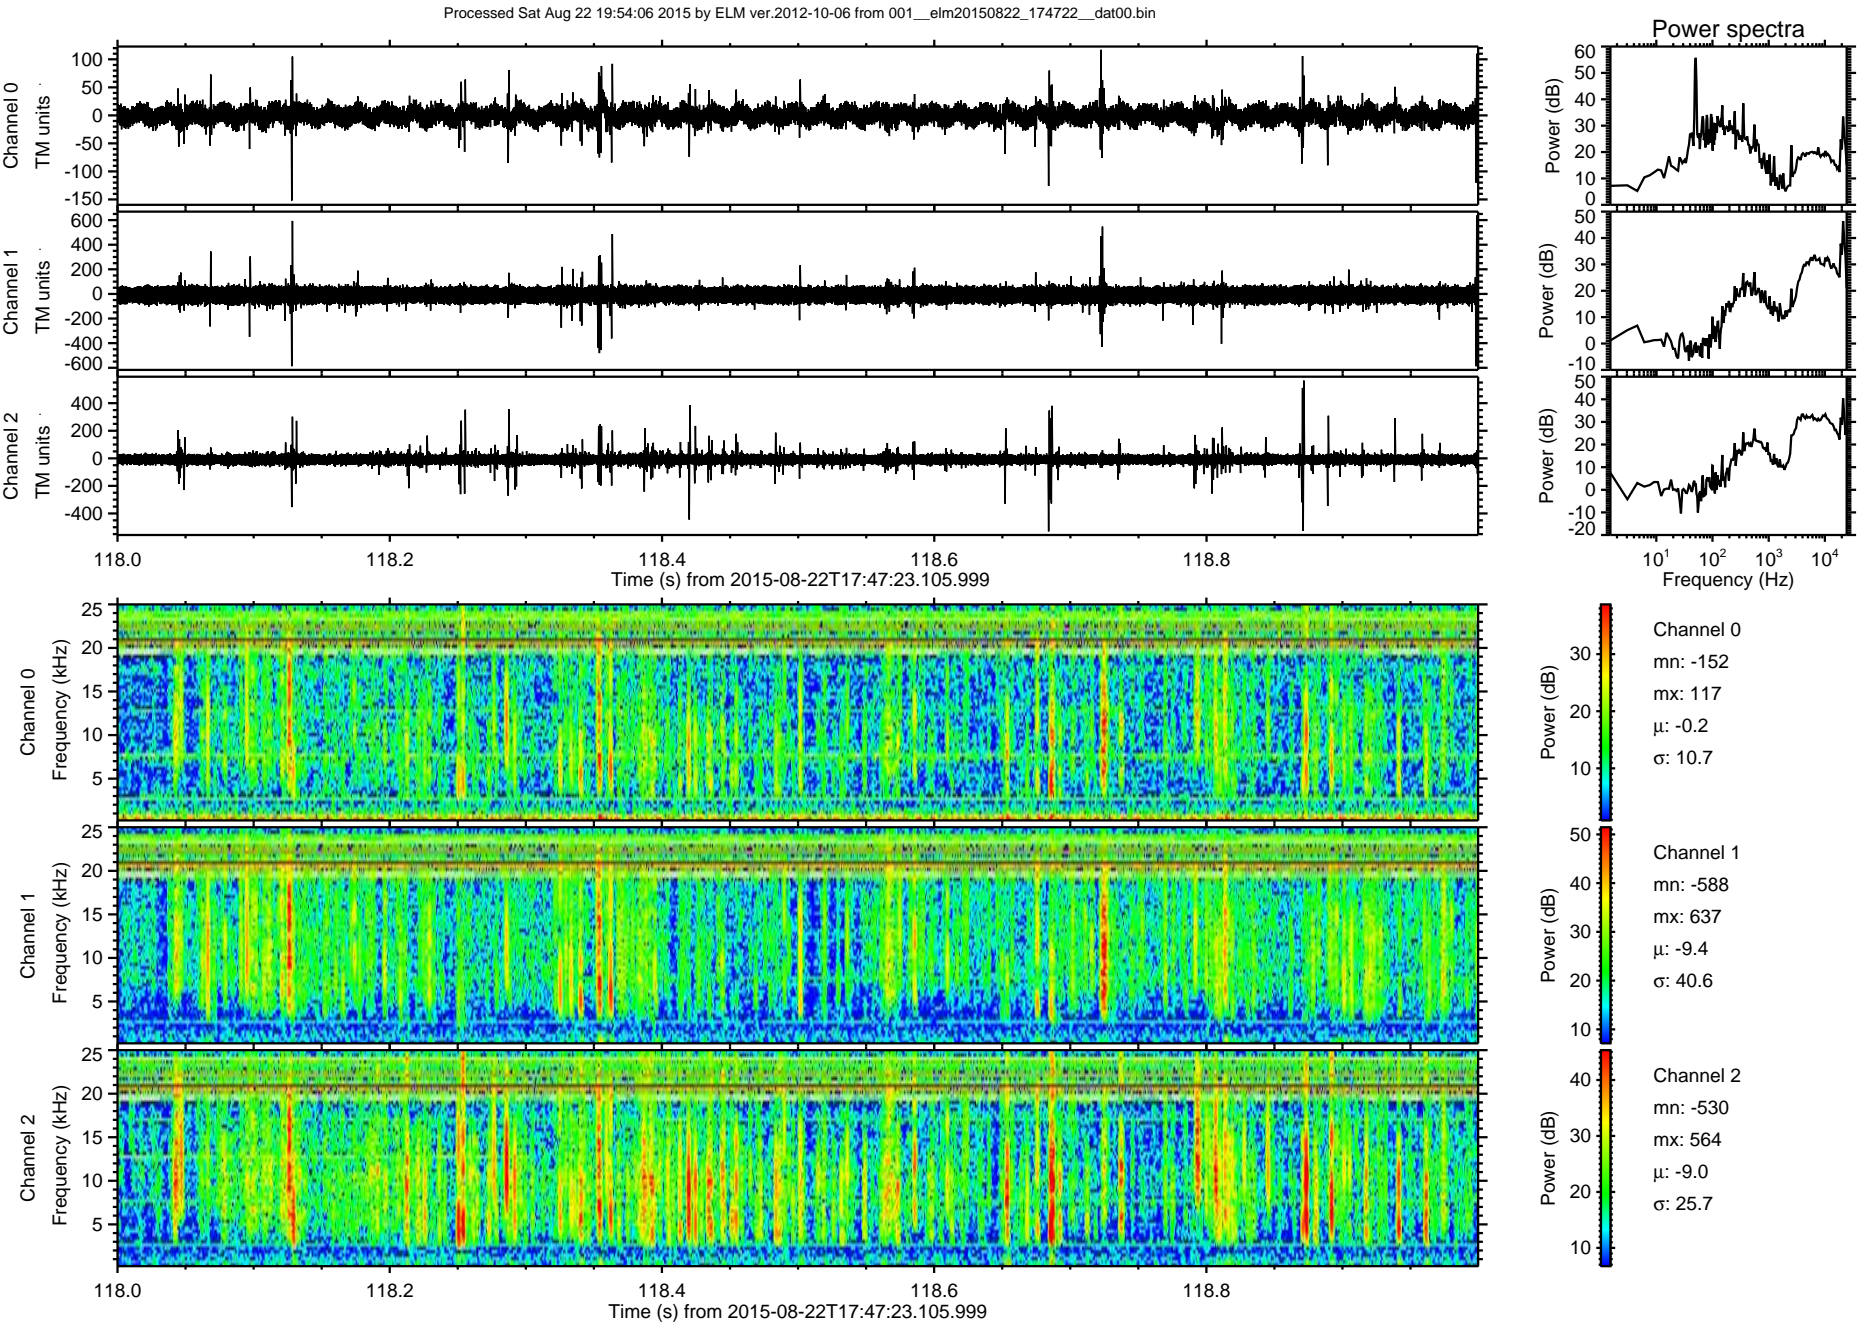 Processed Sat Aug 22 19:54:06 2015 by ELM ver.2012-10-06 from 001__elm20150822_174722__dat00.bin
Power spectra
Channel 0
TM units
100
50
0
-50
-100
-150
Power (dB)
60
50
40
30
20
10
0
Channel 1
TM units
600
400
200
0
-200
-400
-600
Power (dB)
50
40
30
20
10
0
-10
Channel 2
TM units
400
200
0
-200
-400
Power (dB)
50
40
30
20
10
0
-10
-20
118.0 118.2 118.4 118.6 118.8
Time (s) from 2015-08-22T17:47:23.105.999
10^1 10^2 10^3 10^4
Frequency (Hz)
Channel 0
Frequency (kHz)
25
20
15
10
5
Power (dB)
30
20
10
Channel 0
mn: -152
mx: 117
µ: -0.2
σ: 10.7
Channel 1
Frequency (kHz)
25
20
15
10
5
Power (dB)
50
40
30
20
10
Channel 1
mn: -588
mx: 637
µ: -9.4
σ: 40.6
Channel 2
Frequency (kHz)
25
20
15
10
5
Power (dB)
40
30
20
10
Channel 2
mn: -530
mx: 564
µ: -9.0
σ: 25.7
118.0 118.2 118.4 118.6 118.8
Time (s) from 2015-08-22T17:47:23.105.999